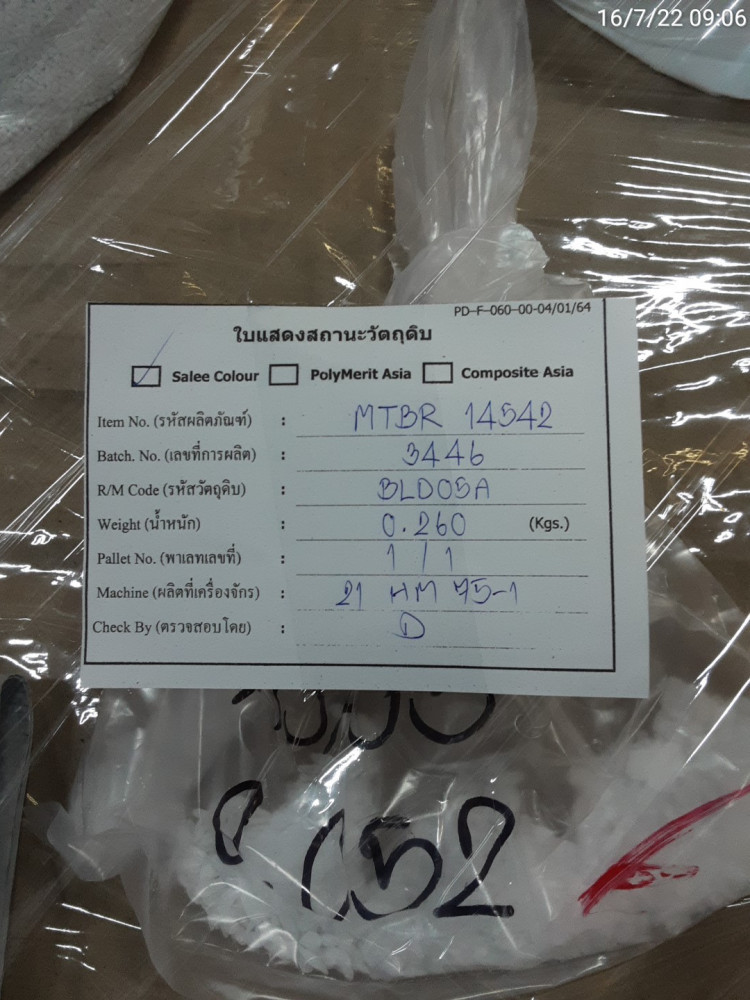 16/7/22 09:06
PD-F-060-00-04/01/64
ใบแสดงสถานะวัตถุดิบ
Salee Colour PolyMerit Asia Composite Asia
Item No. (รหัสผลิตภัณฑ์) : MTBR 14542
Batch. No. (เลขที่การผลิต) : 3446
R/M Code (รหัสวัตถุดิบ) : BLD05A
Weight (น้ำหนัก) : 0.260 (Kgs.)
Pallet No. (พาเลทเลขที่) : 1 / 1
Machine (ผลิตที่เครื่องจักร) : 21 HM 75-1
Check By (ตรวจสอบโดย) : D